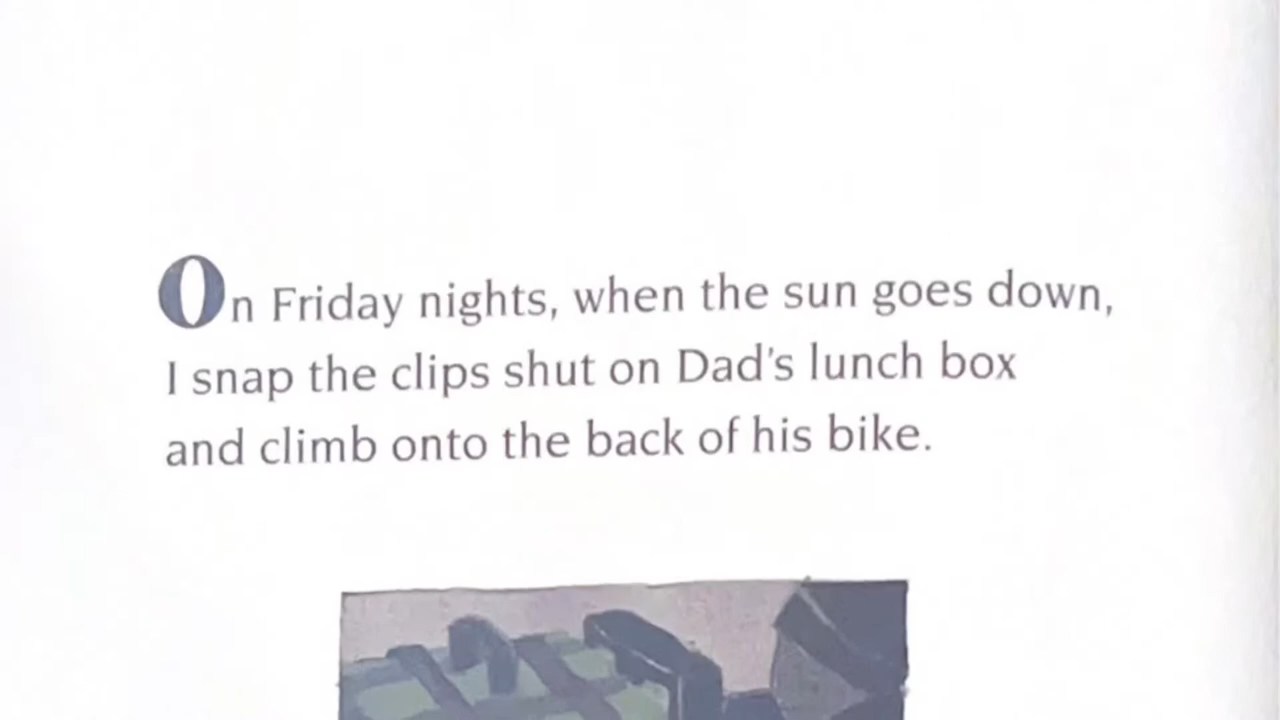 On Friday nights, when the sun goes down,
I snap the clips shut on Dad's lunch box
and climb onto the back of his bike.